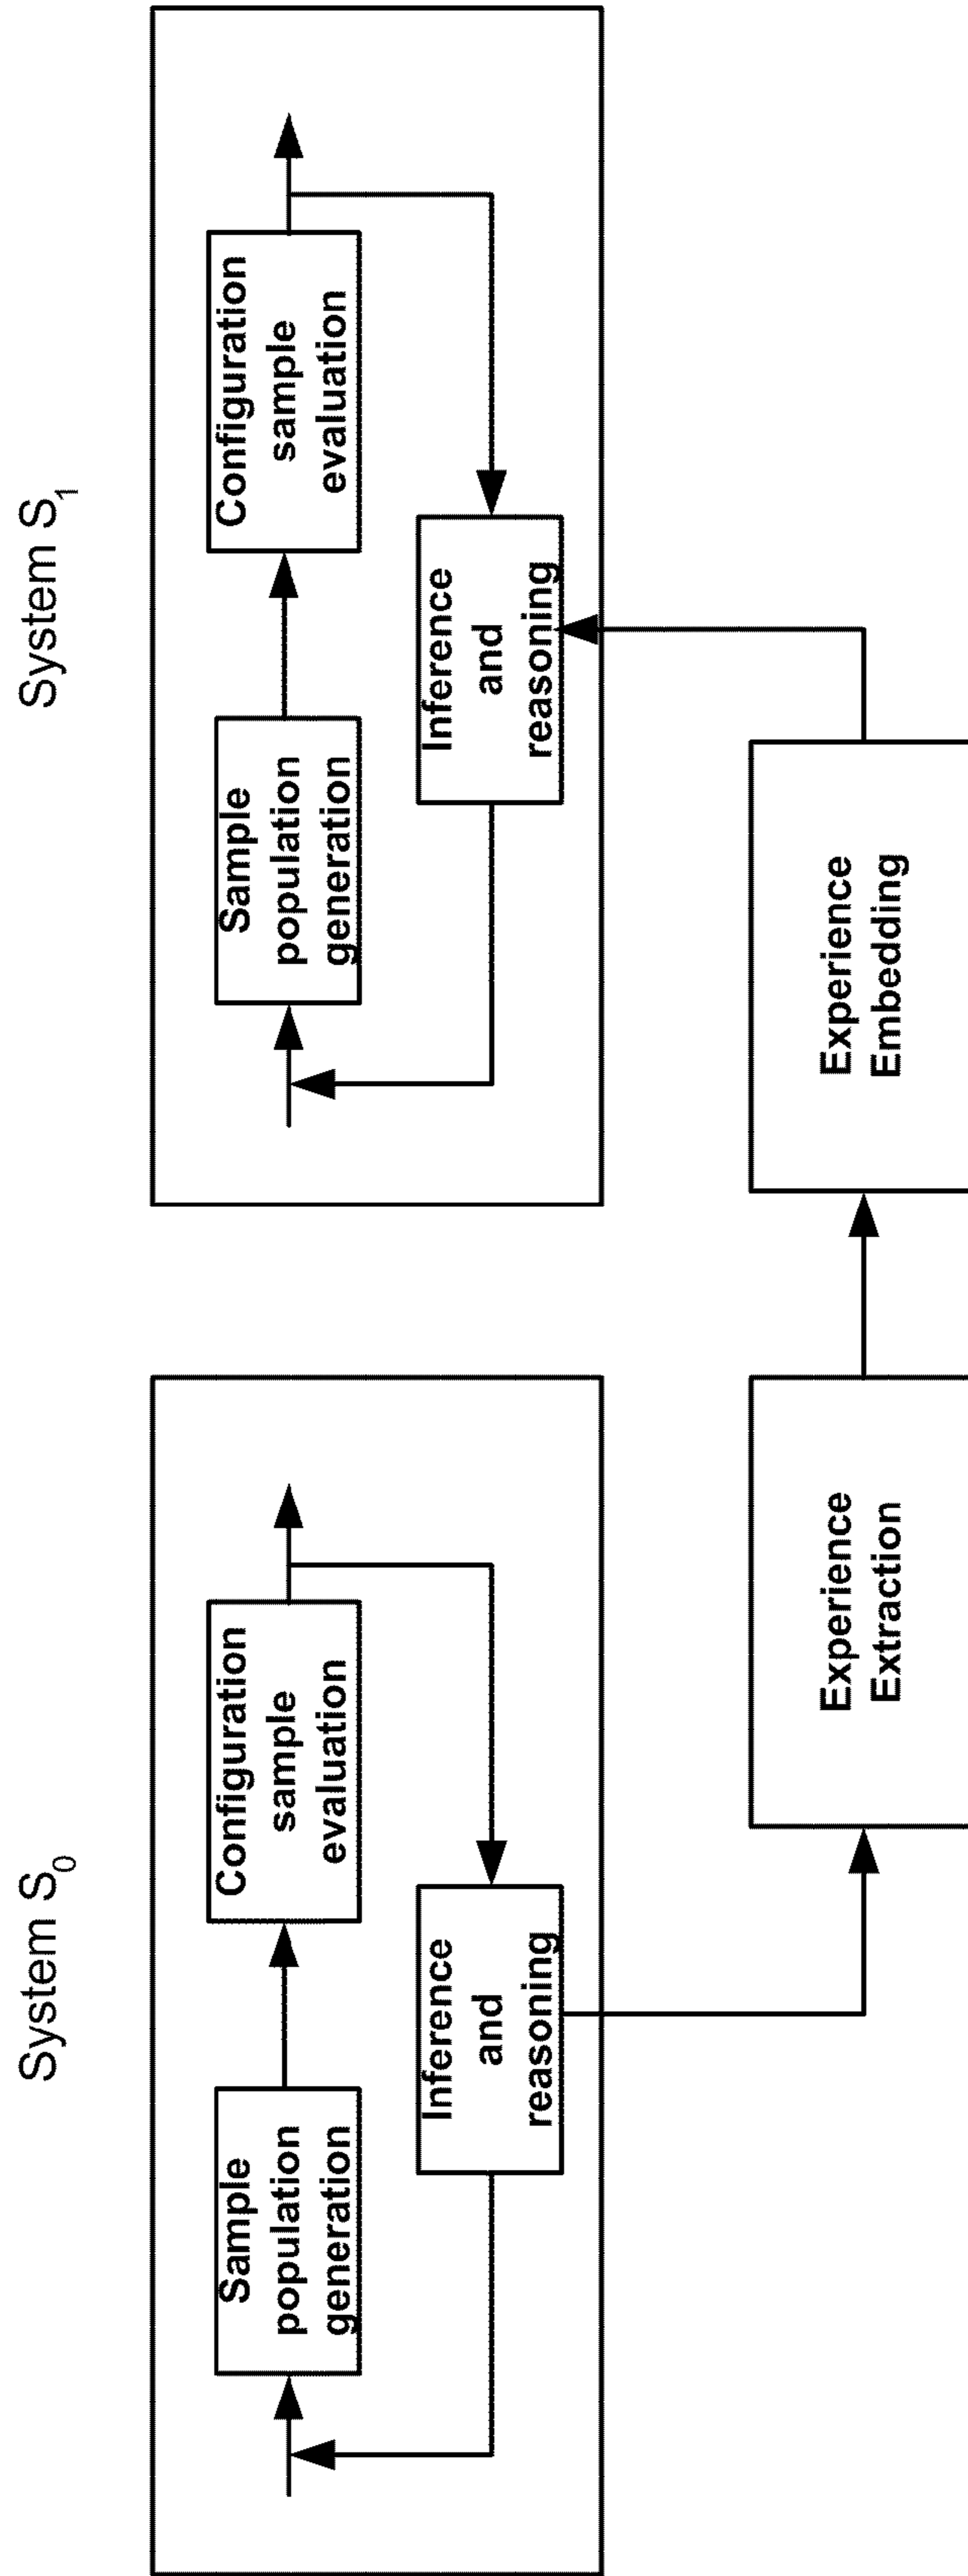 System S0
Sample
population
generation
Configuration
sample
evaluation
Inference
and
reasoning
System S1
Sample
population
generation
Configuration
sample
evaluation
Inference
and
reasoning
Experience
Extraction
Experience
Embedding